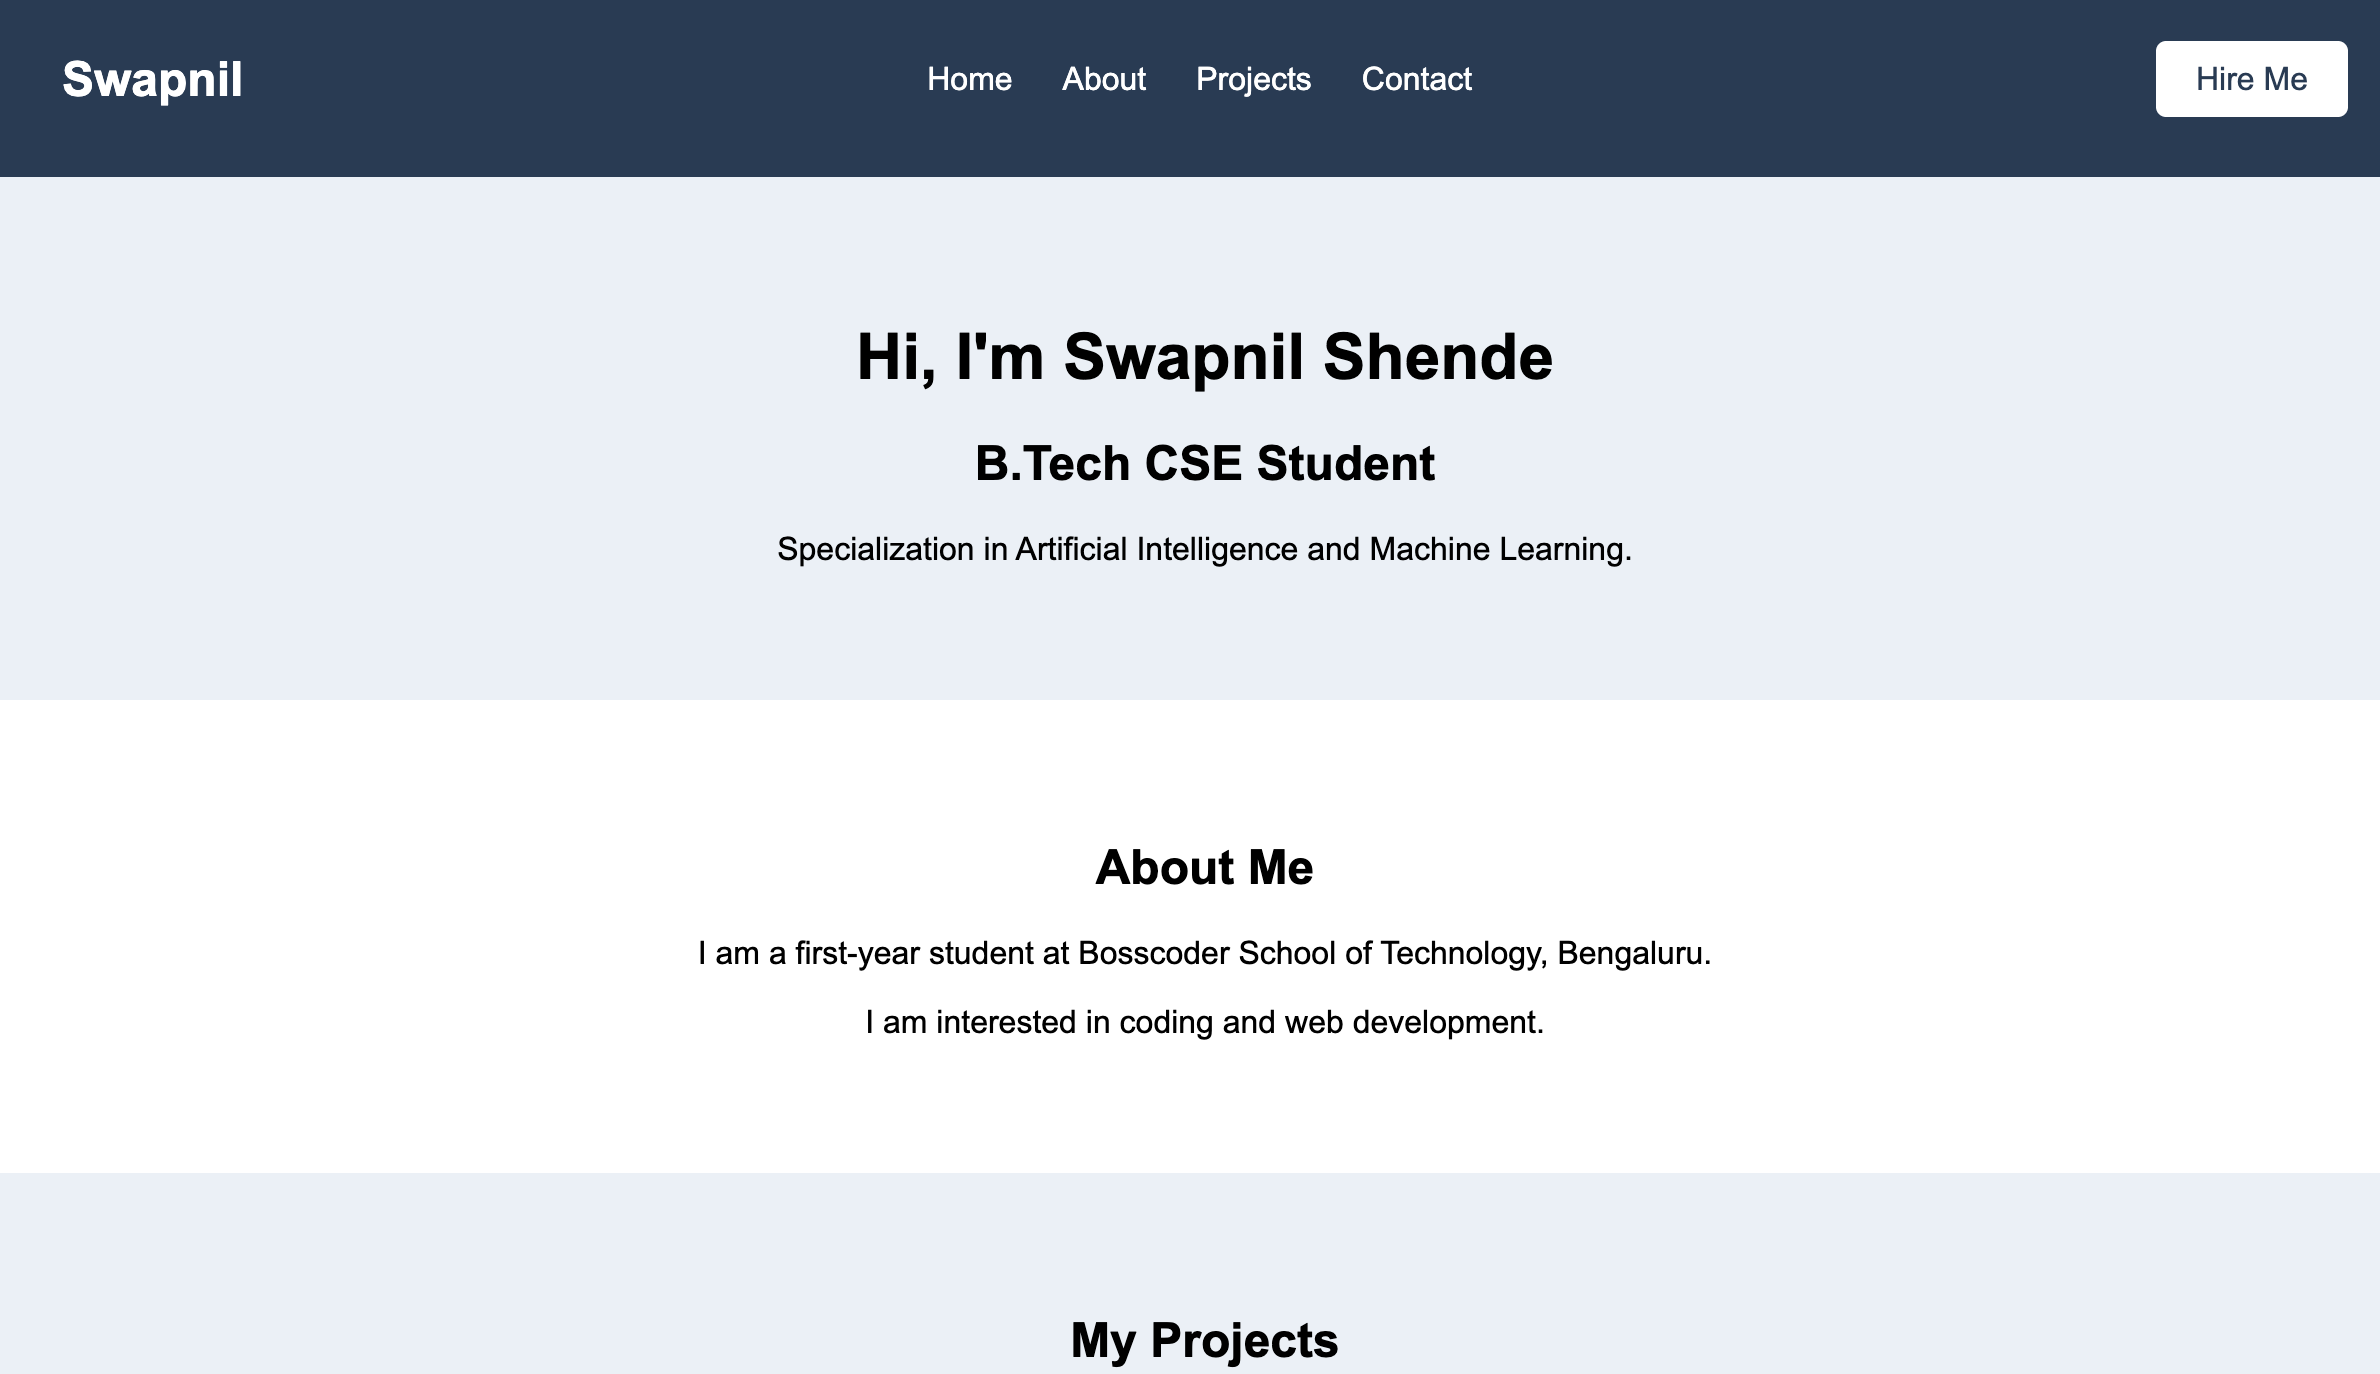 Swapnil
Home About Projects Contact
Hire Me
Hi, I'm Swapnil Shende
B.Tech CSE Student
Specialization in Artificial Intelligence and Machine Learning.
About Me
I am a first-year student at Bosscoder School of Technology, Bengaluru.
I am interested in coding and web development.
My Projects